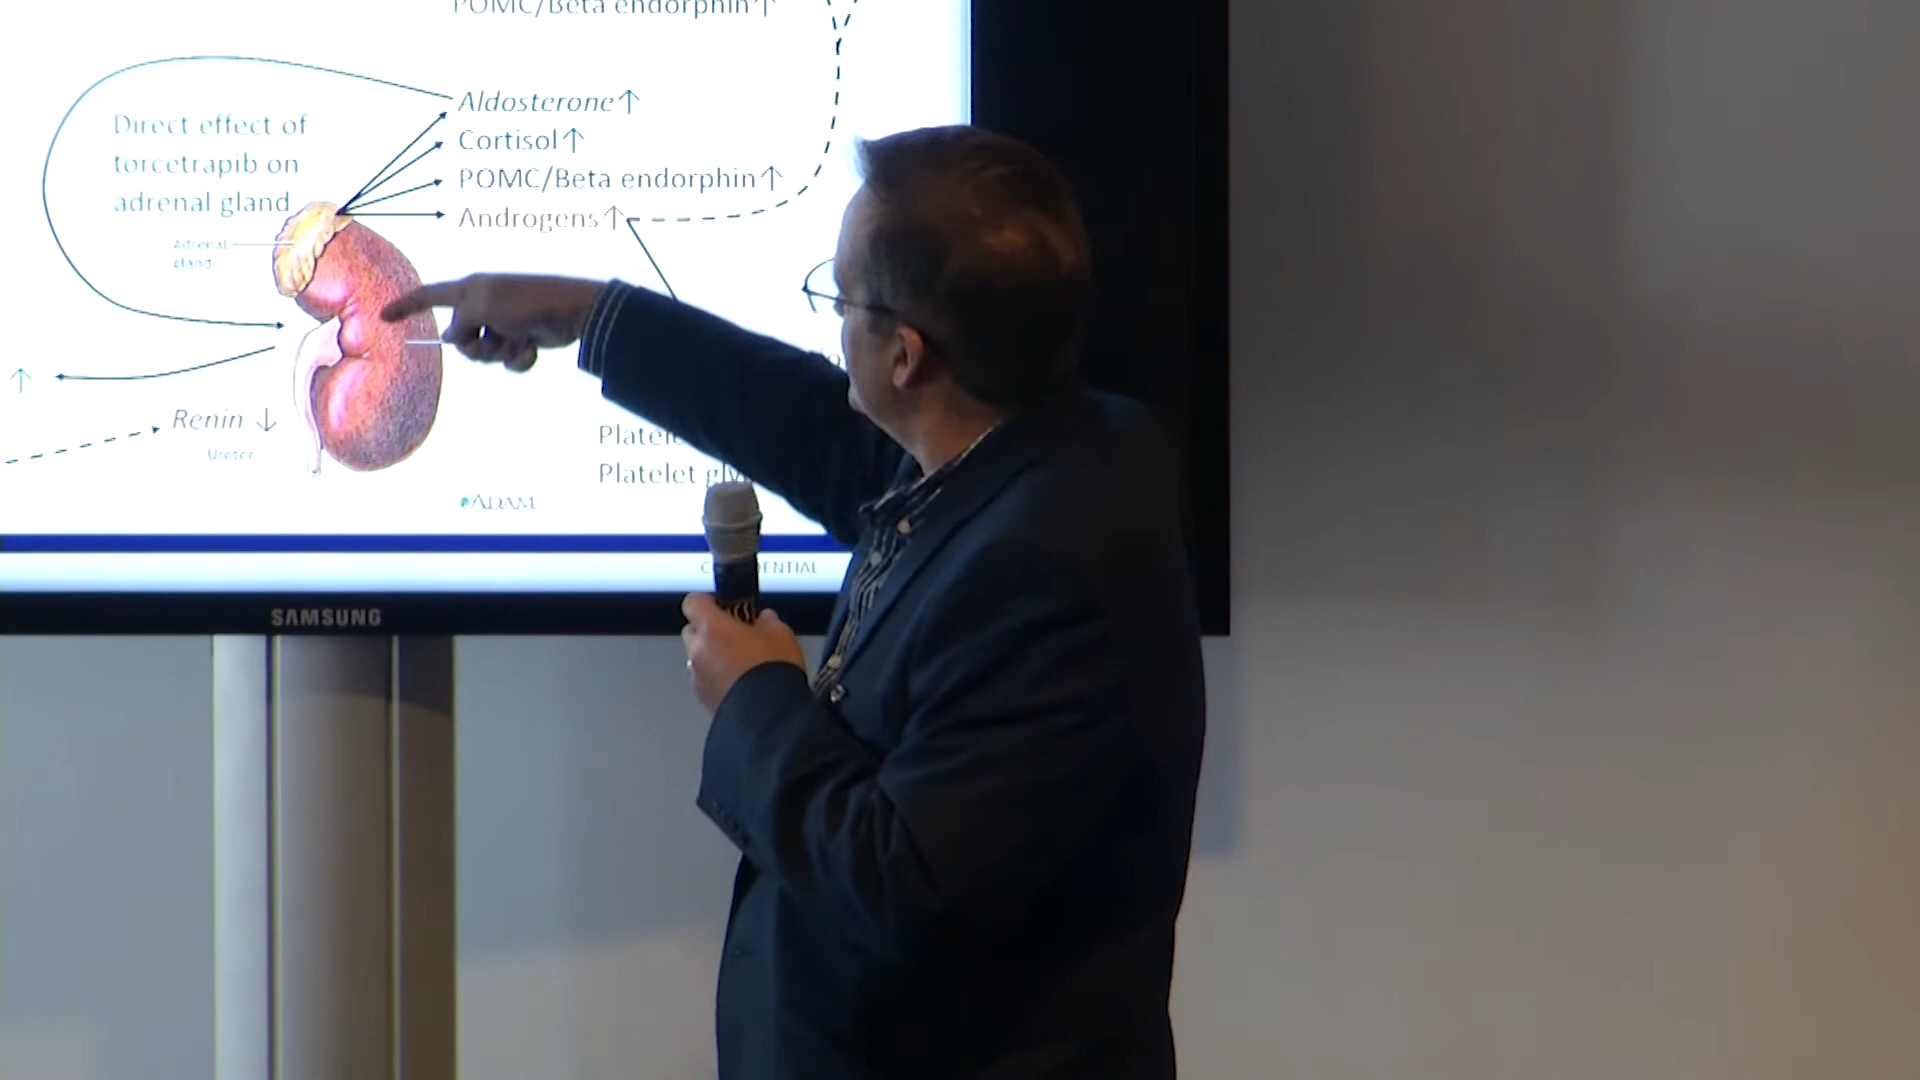 POMC/Beta endorphin↑
Aldosterone↑
Direct effect of
torcetrapib on
adrenal gland
Cortisol↑
POMC/Beta endorphin↑
Androgens↑
Adrenal
gland
↑
Renin ↓
Ureter
Platelet
ADAM
SAMSUNG